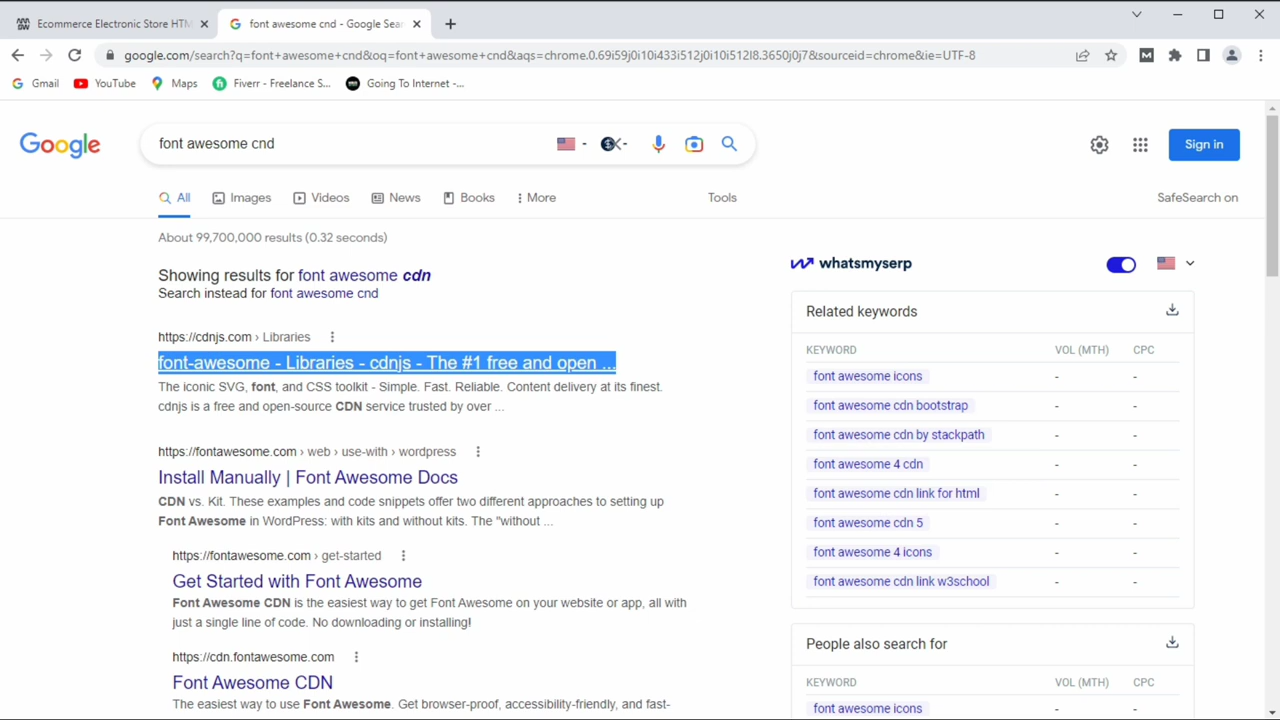 Ecommerce Electronic Store HTM
font awesome cnd - Google Sear
google.com/search?q=font+awesome+cnd&oq=font+awesome+cnd&aqs=chrome.0.69i59j0i10i433i512j0i10i512l8.3650j0j7&sourceid=chrome&ie=UTF-8
Gmail
YouTube
Maps
Fiverr - Freelance S...
Going To Internet -...
Google
font awesome cnd
Sign in
All
Images
Videos
News
Books
More
Tools
SafeSearch on
About 99,700,000 results (0.32 seconds)
Showing results for font awesome cdn
Search instead for font awesome cnd
https://cdnjs.com › Libraries
font-awesome - Libraries - cdnjs - The #1 free and open ...
The iconic SVG, font, and CSS toolkit - Simple. Fast. Reliable. Content delivery at its finest.
cdnjs is a free and open-source CDN service trusted by over ...
https://fontawesome.com › web › use-with › wordpress
Install Manually | Font Awesome Docs
CDN vs. Kit. These examples and code snippets offer two different approaches to setting up
Font Awesome in WordPress: with kits and without kits. The "without ...
https://fontawesome.com › get-started
Get Started with Font Awesome
Font Awesome CDN is the easiest way to get Font Awesome on your website or app, all with
just a single line of code. No downloading or installing!
https://cdn.fontawesome.com
Font Awesome CDN
The easiest way to use Font Awesome. Get browser-proof, accessibility-friendly, and fast-
whatsmyserp
Related keywords
KEYWORD VOL (MTH) CPC
font awesome icons - -
font awesome cdn bootstrap - -
font awesome cdn by stackpath - -
font awesome 4 cdn - -
font awesome cdn link for html - -
font awesome cdn 5 - -
font awesome 4 icons - -
font awesome cdn link w3school - -
People also search for
KEYWORD VOL (MTH) CPC
font awesome icons - -